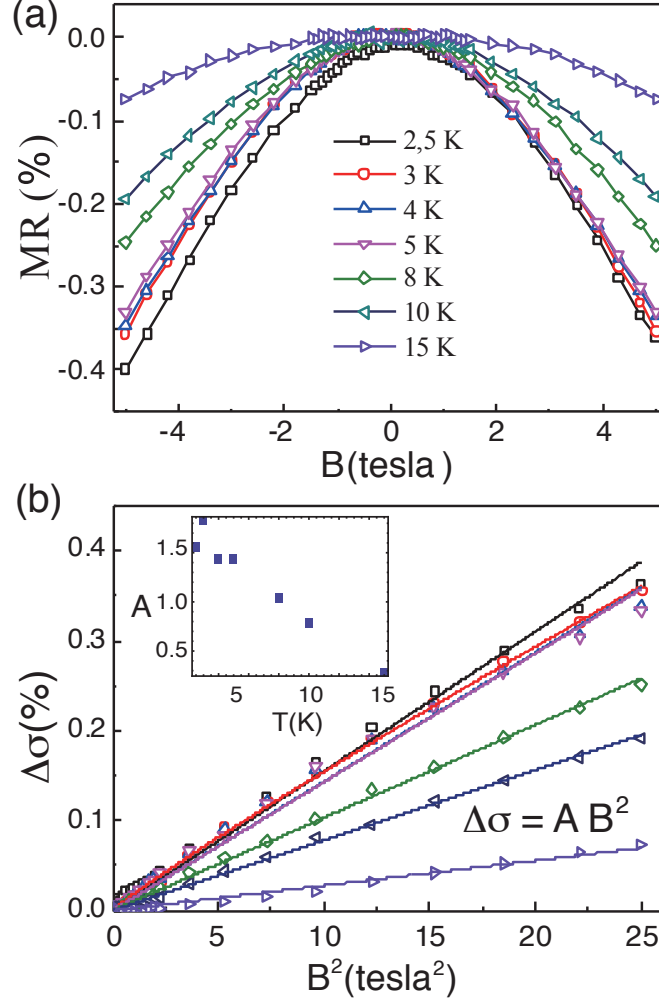 (a)
0.0
-0.1
-0.2
-0.3
-0.4
MR (%)
2,5 K
3 K
4 K
5 K
8 K
10 K
15 K
-4
-2
0
2
4
B(tesla)
(b)
0.4
0.3
0.2
0.1
0.0
Δσ(%)
1.5
1.0
0.5
A
5
10
15
T(K)
Δσ = A B²
0
5
10
15
20
25
B²(tesla²)